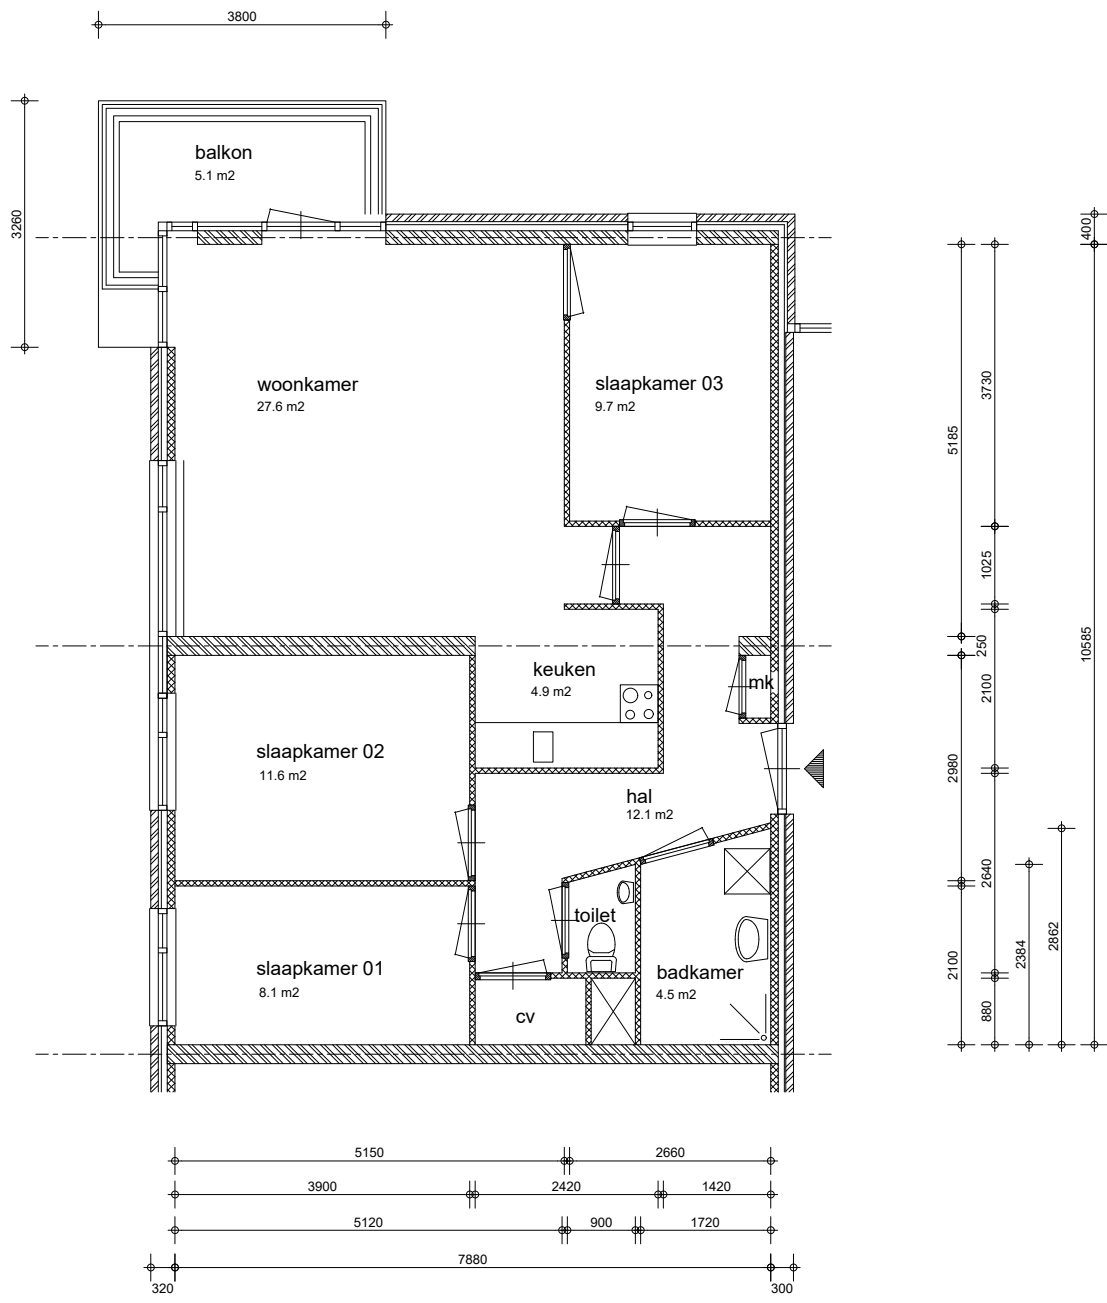 3800
3260
balkon
5.1 m2
400
woonkamer
27.6 m2
slaapkamer 03
9.7 m2
3730
5185
1025
250
10585
keuken
4.9 m2
mk
2100
slaapkamer 02
11.6 m2
2980
hal
12.1 m2
2640
toilet
2862
2384
2100
slaapkamer 01
8.1 m2
badkamer
4.5 m2
cv
880
5150
2660
3900
2420
1420
5120
900
1720
7880
320
300